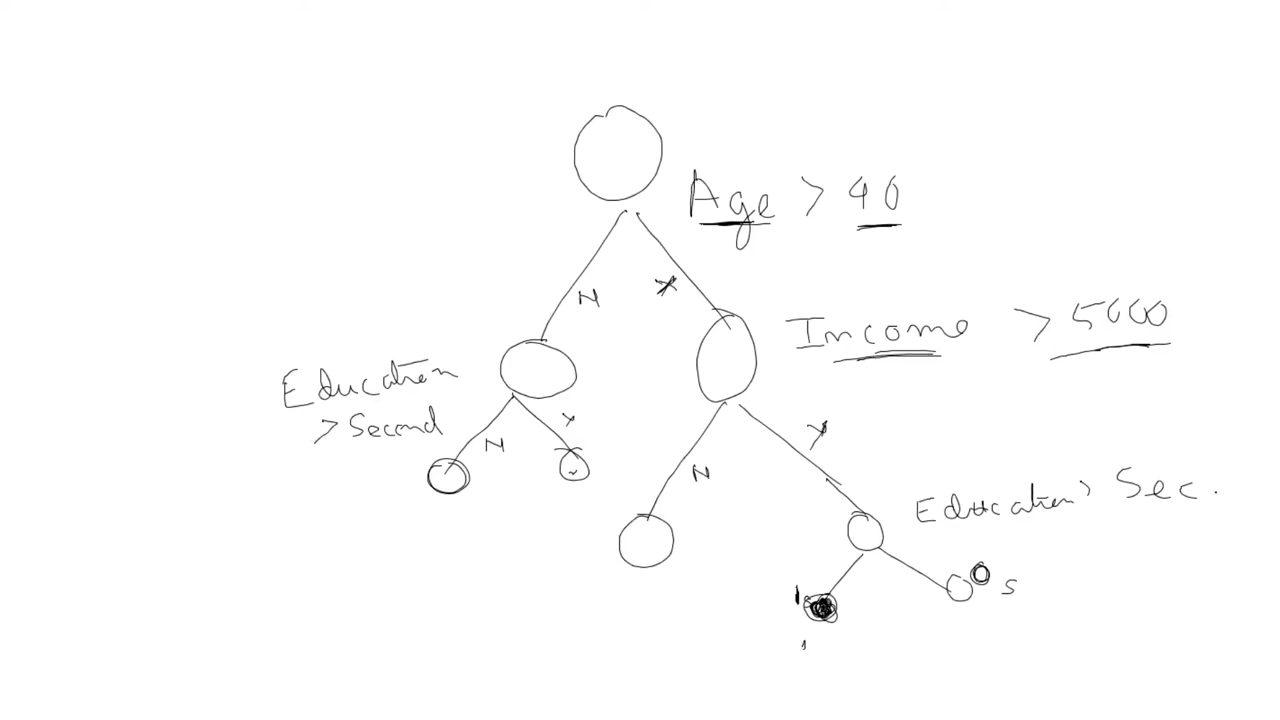 Age > 40
N
Y
Income > 5000
Education
> Second
N
Y
N
Y
Education > Sec.
S